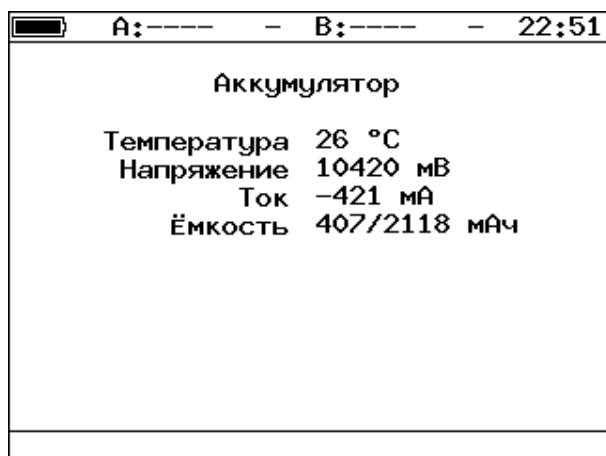 A:---- - B:---- - 22:51
Аккумулятор
Температура 26 °C
Напряжение 10420 мВ
Ток -421 мА
Ёмкость 407/2118 мАч